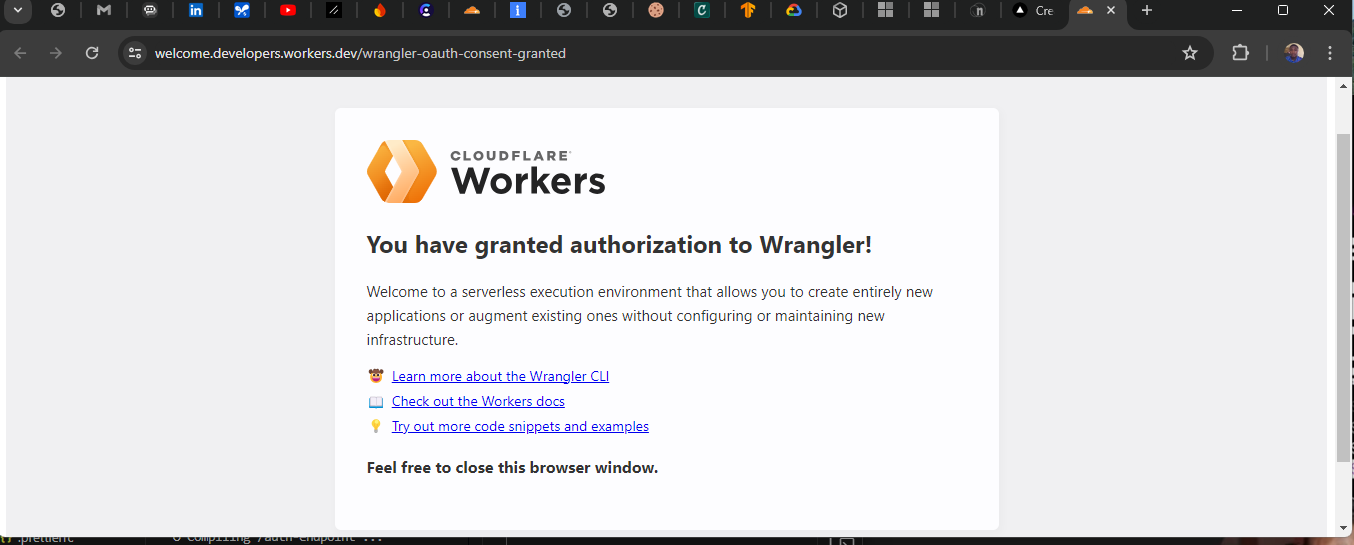 Cre
welcome.developers.workers.dev/wrangler-oauth-consent-granted
CLOUDFLARE
Workers
You have granted authorization to Wrangler!
Welcome to a serverless execution environment that allows you to create entirely new
applications or augment existing ones without configuring or maintaining new
infrastructure.
Learn more about the Wrangler CLI
Check out the Workers docs
Try out more code snippets and examples
Feel free to close this browser window.
.prettierrc
Compiling /auth-endpoint ...